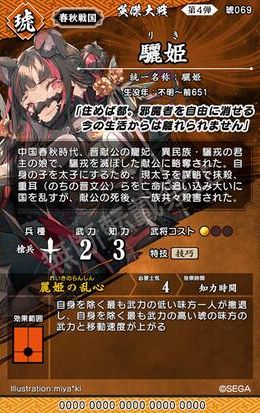 琥
春秋戦国
英傑大戦
第4弾
琥069
りき
驪姫
統一名称：驪姫
生没年 不明～前651
「住めば都、邪魔者を自由に消せる
今の生活からは離れられません」
中国春秋時代、晋献公の寵妃。異民族・驪戎の君
主の娘で、驪戎を滅ぼした献公に略奪された。自
身の子を太子にするため、現太子を謀略で抹殺、
重耳（のちの晋文公）らを亡命に追い込み大いに
国を乱すが、献公の死後、一族共々殺害された。
兵種 武力 知力 武将コスト
槍兵 2 3 特技 技巧
れいきのらんしん
麗姫の乱心
必要士気 4
効果時間 知力時間
効果範囲
自身を除く最も武力の低い味方一人が撤退
し、自身を除く最も武力の高い琥の味方の
武力と移動速度が上がる
Illustration:miya*ki
©SEGA
0000 0000 0000 0000 0000